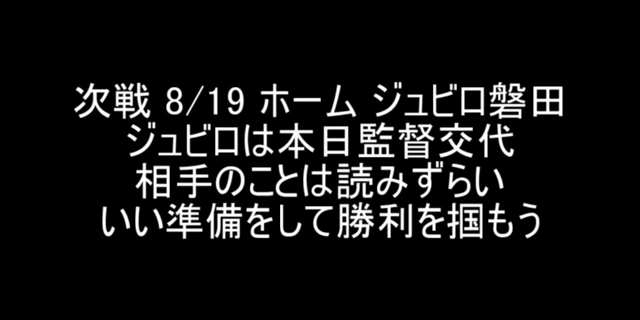 次戦 8/19 ホーム ジュビロ磐田
ジュビロは本日監督交代
相手のことは読みずらい
いい準備をして勝利を掴もう